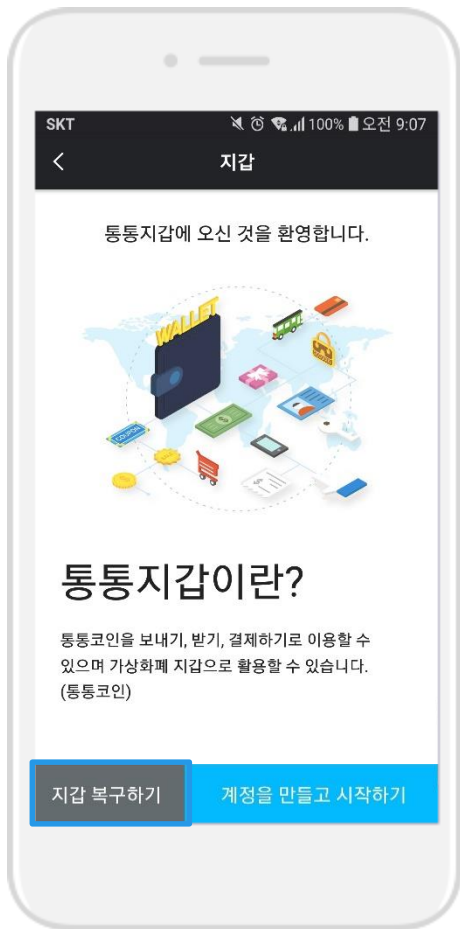 SKT 100% 오전 9:07
지갑
통통지갑에 오신 것을 환영합니다.
WALLET
COUPON
통통지갑이란?
통통코인을 보내기, 받기, 결제하기로 이용할 수
있으며 가상화폐 지갑으로 활용할 수 있습니다.
(통통코인)
지갑 복구하기 계정을 만들고 시작하기